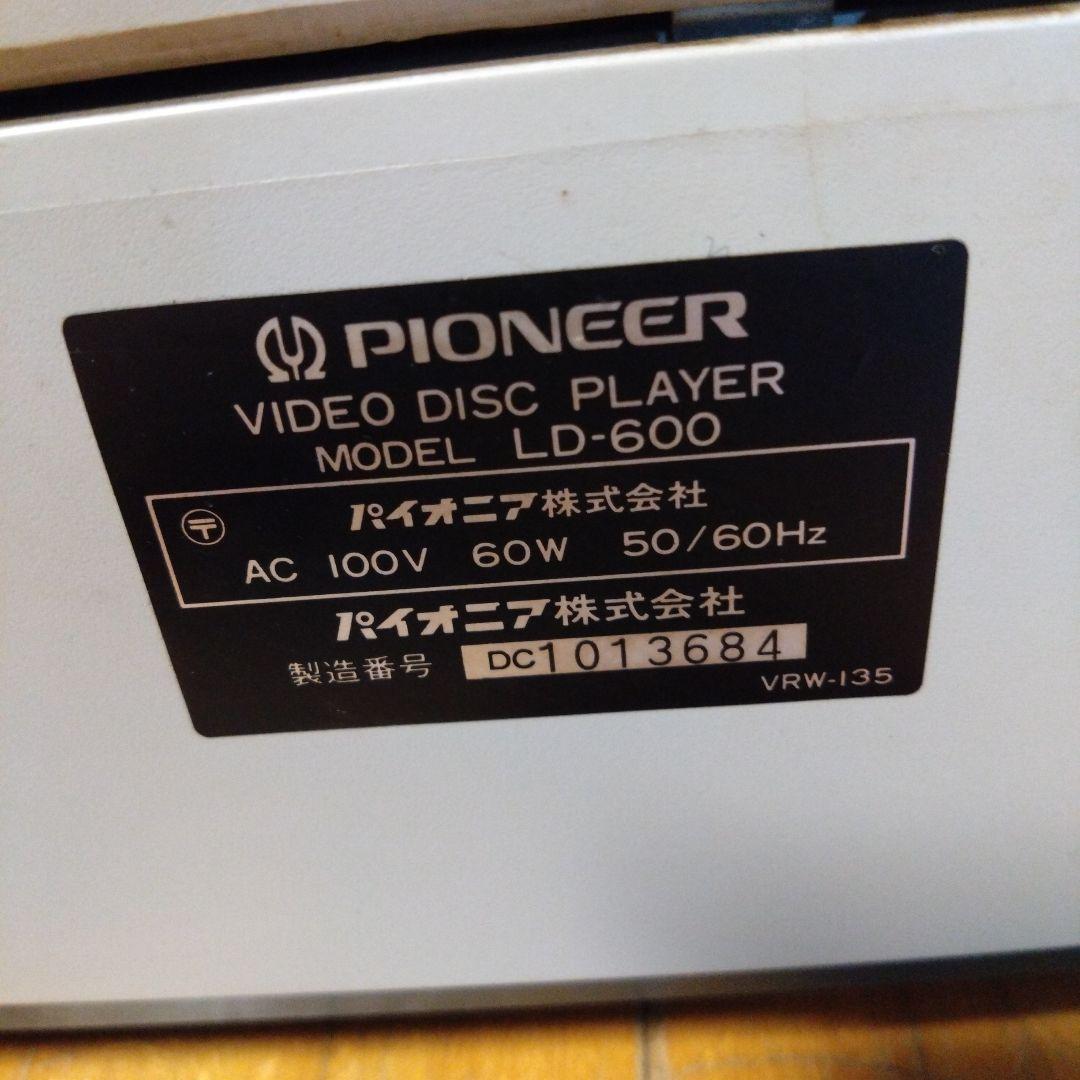 PIONEER
VIDEO DISC PLAYER
MODEL LD-600
〒 パイオニア株式会社
AC 100V 60W 50/60Hz
パイオニア株式会社
製造番号 DC1013684
VRW-135